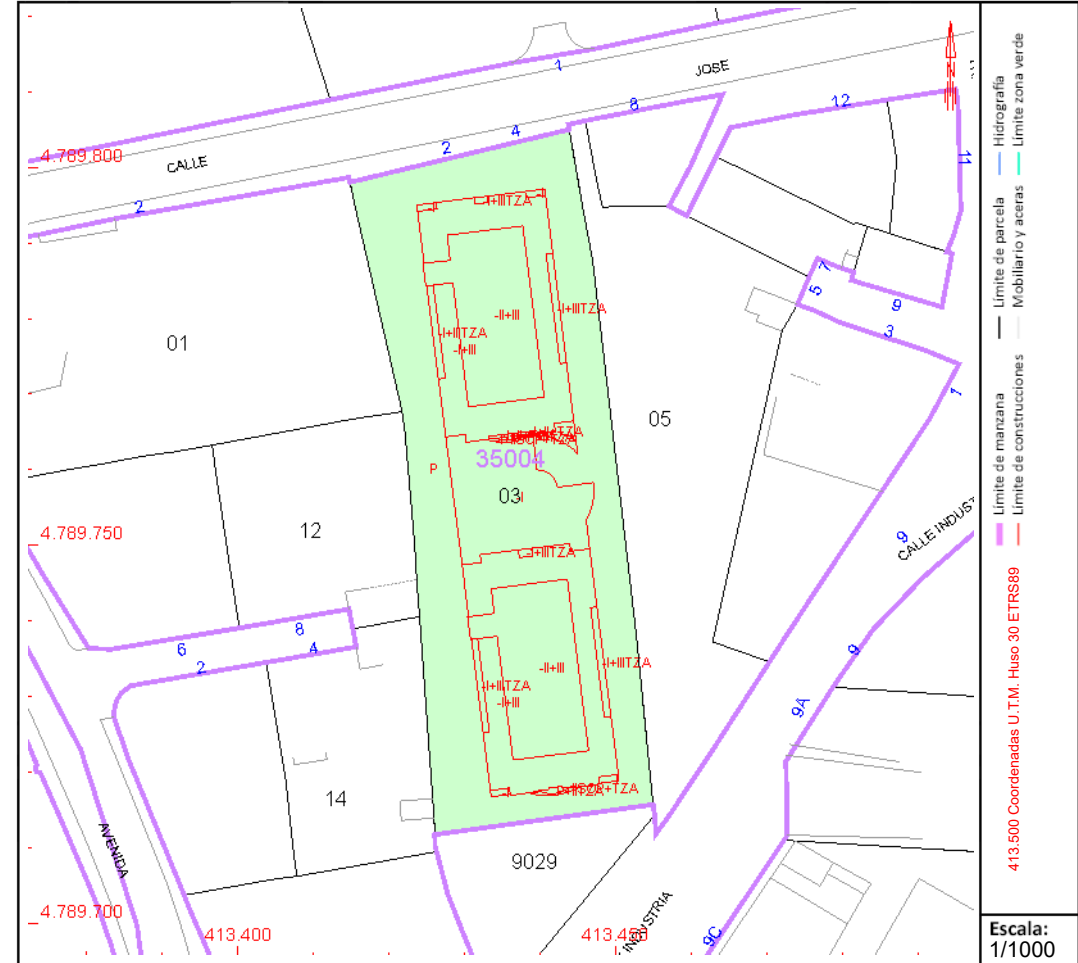 1
JOSE
8
12
4
2
4.789.800
CALLE
11
2
I+IIITZA
7
5
9
-II+III
-I+IIITZA
3
01
-I+IIITZA
-I+III
1
05
35004
P
03
I
4.789.750
12
-I+IIITZA
9
CALLE INDUST
8
6
4
2
9
-II+III
-I+IIITZA
-I+IIITZA
-I+III
9A
14
AVENIDA
9029
4.789.700
413.400
413.450
INDUSTRIA
9C
Hidrografía
Límite zona verde
Límite de parcela
Mobiliario y aceras
Límite de manzana
Límite de construcciones
413.500 Coordenadas U.T.M. Huso 30 ETRS89
Escala:
1/1000